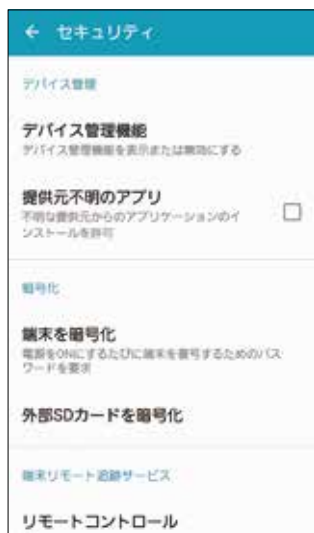 セキュリティ
デバイス管理
デバイス管理機能
デバイス管理機能を表示または無効にする
提供元不明のアプリ
不明な提供元からのアプリケーションのイ
ンストールを許可
暗号化
端末を暗号化
電源をONにするたびに端末を復号するためのパス
ワードを要求
外部SDカードを暗号化
端末リモート追跡サービス
リモートコントロール